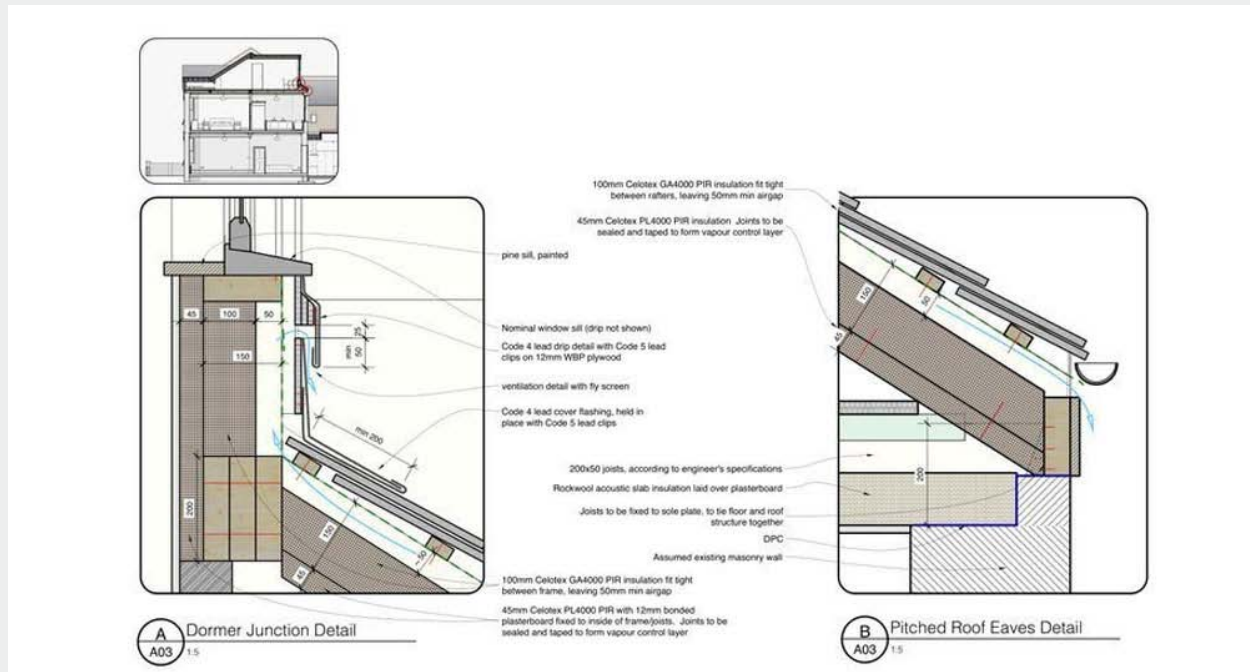 100mm Celotex GA4000 PIR insulation fit tight
between rafters, leaving 50mm min airgap
45mm Celotex PL4000 PIR insulation Joints to be
sealed and taped to form vapour control layer
pine sill, painted
Nominal window sill (drip not shown)
Code 4 lead drip detail with Code 5 lead
clips on 12mm WBP plywood
ventilation detail with fly screen
Code 4 lead cover flashing, held in
place with Code 5 lead clips
200x50 joists, according to engineer's specifications
Rockwool acoustic slab insulation laid over plasterboard
Joists to be fixed to sole plate, to tie floor and roof
structure together
DPC
Assumed existing masonry wall
100mm Celotex GA4000 PIR insulation fit tight
between frame, leaving 50mm min airgap
45mm Celotex PL4000 PIR with 12mm bonded
plasterboard fixed to inside of frame/joists. Joints to be
sealed and taped to form vapour control layer
45
100
50
150
25
min
50
min 200
200
150
45
~ 50
150
50
45
200
A
A03
Dormer Junction Detail
1:5
B
A03
Pitched Roof Eaves Detail
1:5